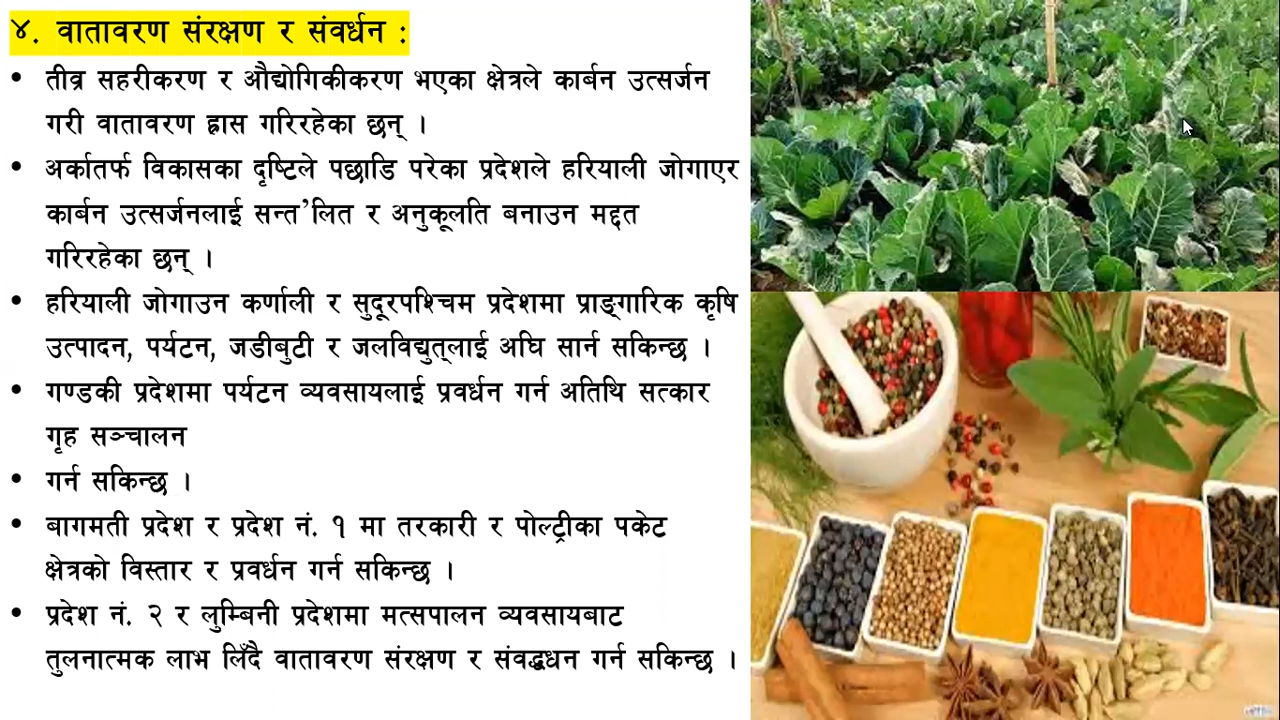 ४. वातावरण संरक्षण र संवर्धन :
• तीव्र सहरीकरण र औद्योगिकीकरण भएका क्षेत्रले कार्बन उत्सर्जन
गरी वातावरण ह्रास गरिरहेका छन् ।
• अर्कातर्फ विकासका दृष्टिले पछाडि परेका प्रदेशले हरियाली जोगाएर
कार्बन उत्सर्जनलाई सन्त’लित र अनुकूलति बनाउन मद्दत
गरिरहेका छन् ।
• हरियाली जोगाउन कर्णाली र सुदूरपश्चिम प्रदेशमा प्राङ्गारिक कृषि
उत्पादन, पर्यटन, जडीबुटी र जलविद्युत्लाई अघि सार्न सकिन्छ ।
• गण्डकी प्रदेशमा पर्यटन व्यवसायलाई प्रवर्धन गर्न अतिथि सत्कार
गृह सञ्चालन
• गर्न सकिन्छ ।
• बागमती प्रदेश र प्रदेश नं. १ मा तरकारी र पोल्ट्रीका पकेट
क्षेत्रको विस्तार र प्रवर्धन गर्न सकिन्छ ।
• प्रदेश नं. २ र लुम्बिनी प्रदेशमा मत्सपालन व्यवसायबाट
तुलनात्मक लाभ लिँदै वातावरण संरक्षण र संवद्र्धधन गर्न सकिन्छ ।